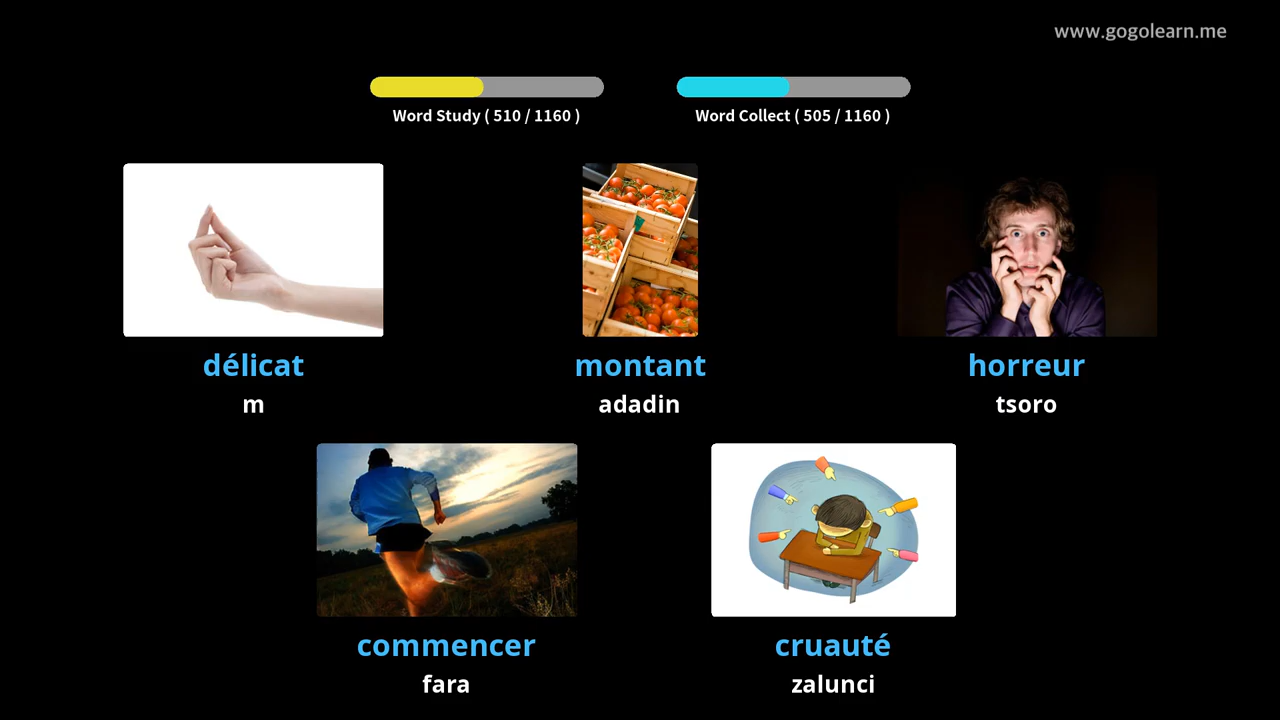 www.gogolearn.me
Word Study ( 510 / 1160 )
Word Collect ( 505 / 1160 )
délicat
m
montant
adadin
horreur
tsoro
commencer
fara
cruauté
zalunci